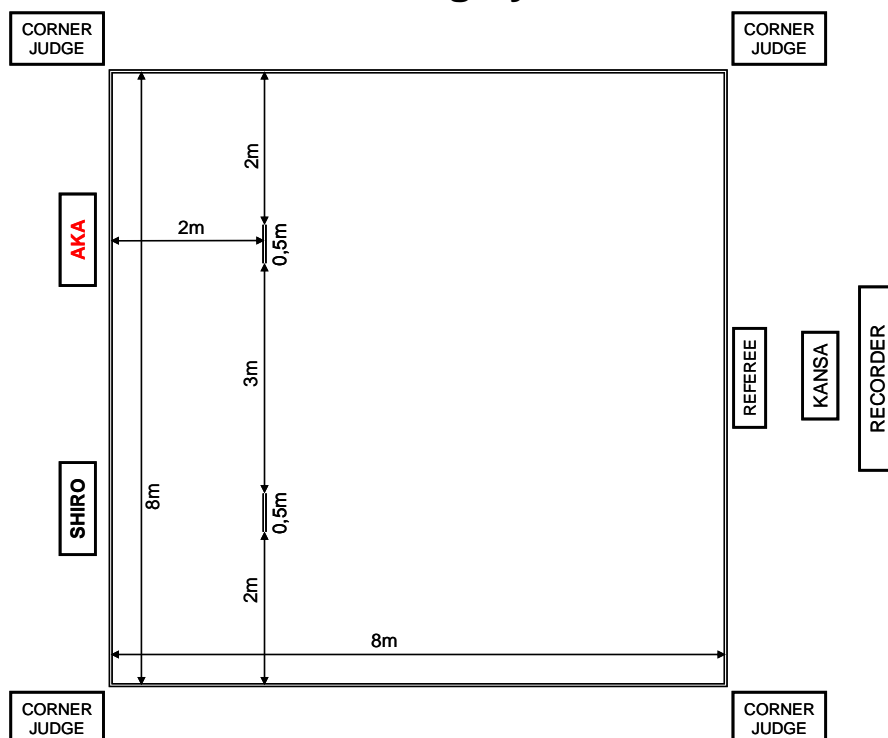 CORNER
JUDGE
CORNER
JUDGE
2m
AKA
2m
0,5m
3m
REFEREE
KANSA
RECORDER
SHIRO
8m
0,5m
2m
8m
CORNER
JUDGE
CORNER
JUDGE